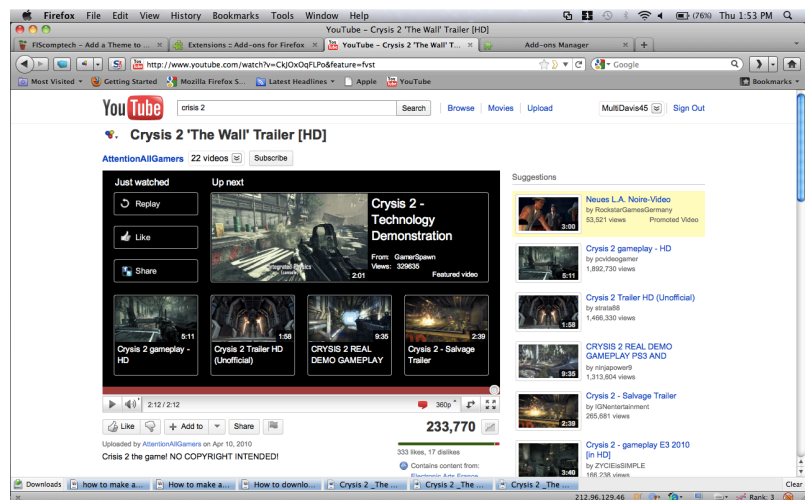 Firefox File Edit View History Bookmarks Tools Window Help (76%) Thu 1:53 PM
YouTube - Crysis 2 'The Wall' Trailer [HD]
FIScomptech - Add a Theme to ... × Extensions :: Add-ons for Firefox × YouTube - Crysis 2 'The Wall' T... × Add-ons Manager × +
http://www.youtube.com/watch?v=CkJOxOqFLPo&feature=fvst Google
Most Visited Getting Started Mozilla Firefox S... Latest Headlines Apple YouTube Bookmarks
YouTube crisis 2 Search Browse Movies Upload MultiDavis45 Sign Out
Crysis 2 'The Wall' Trailer [HD]
AttentionAllGamers 22 videos Subscribe
Just watched Up next
Replay
Like
Share
Integrated Physics
2:01
Crysis 2 -
Technology
Demonstration
From: GamerSpawn
Views: 329635
Featured video
5:11
Crysis 2 gameplay -
HD
1:58
Crysis 2 Trailer HD
(Unofficial)
9:35
CRYSIS 2 REAL
DEMO GAMEPLAY
2:39
Crysis 2 - Salvage
Trailer
2:12 / 2:12 360p
Like Add to Share 233,770
Uploaded by AttentionAllGamers on Apr 10, 2010
Crisis 2 the game! NO COPYRIGHT INTENDED!
333 likes, 17 dislikes
Contains content from:
Electronic Arts France
Suggestions
3:00
Neues L.A. Noire-Video
by RockstarGamesGermany
53,521 views Promoted Video
5:11
Crysis 2 gameplay - HD
by pcvideogamer
1,892,730 views
1:58
Crysis 2 Trailer HD (Unofficial)
by strata88
1,466,330 views
9:35
CRYSIS 2 REAL DEMO
GAMEPLAY PS3 AND
by ninjapower9
1,313,604 views
2:39
Crysis 2 - Salvage Trailer
by IGNentertainment
265,681 views
3:40
Crysis 2 - gameplay E3 2010
[in HD]
by ZYCIEisSIMPLE
166,238 views
Downloads how to make a... How to make a... How to downlo... Crysis 2 _The ... Crysis 2 _The ... Crysis 2 _The ... Clear
212.96.129.46 Rank: 3